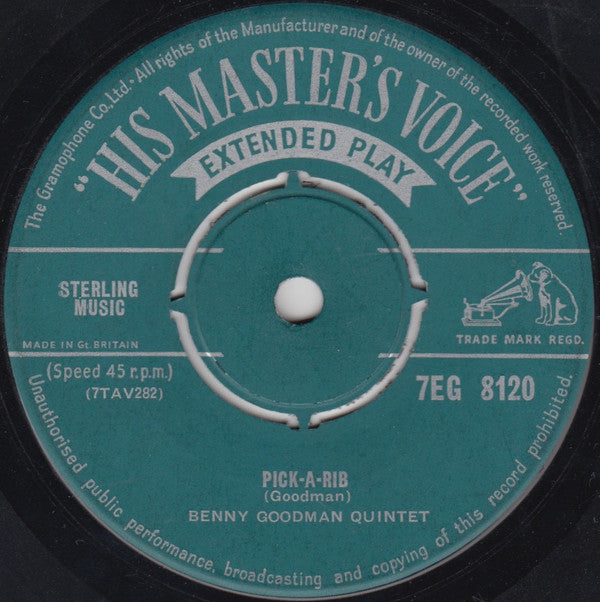 The Gramophone Co. Ltd. · All rights of the Manufacturer and of the owner of the recorded work reserved.
"HIS MASTER'S VOICE"
EXTENDED PLAY
STERLING
MUSIC
TRADE MARK REGD.
MADE IN Gt. BRITAIN
(Speed 45 r.p.m.)
(7TAV282)
7EG 8120
PICK-A-RIB
(Goodman)
BENNY GOODMAN QUINTET
Unauthorised public performance, broadcasting and copying of this record prohibited.